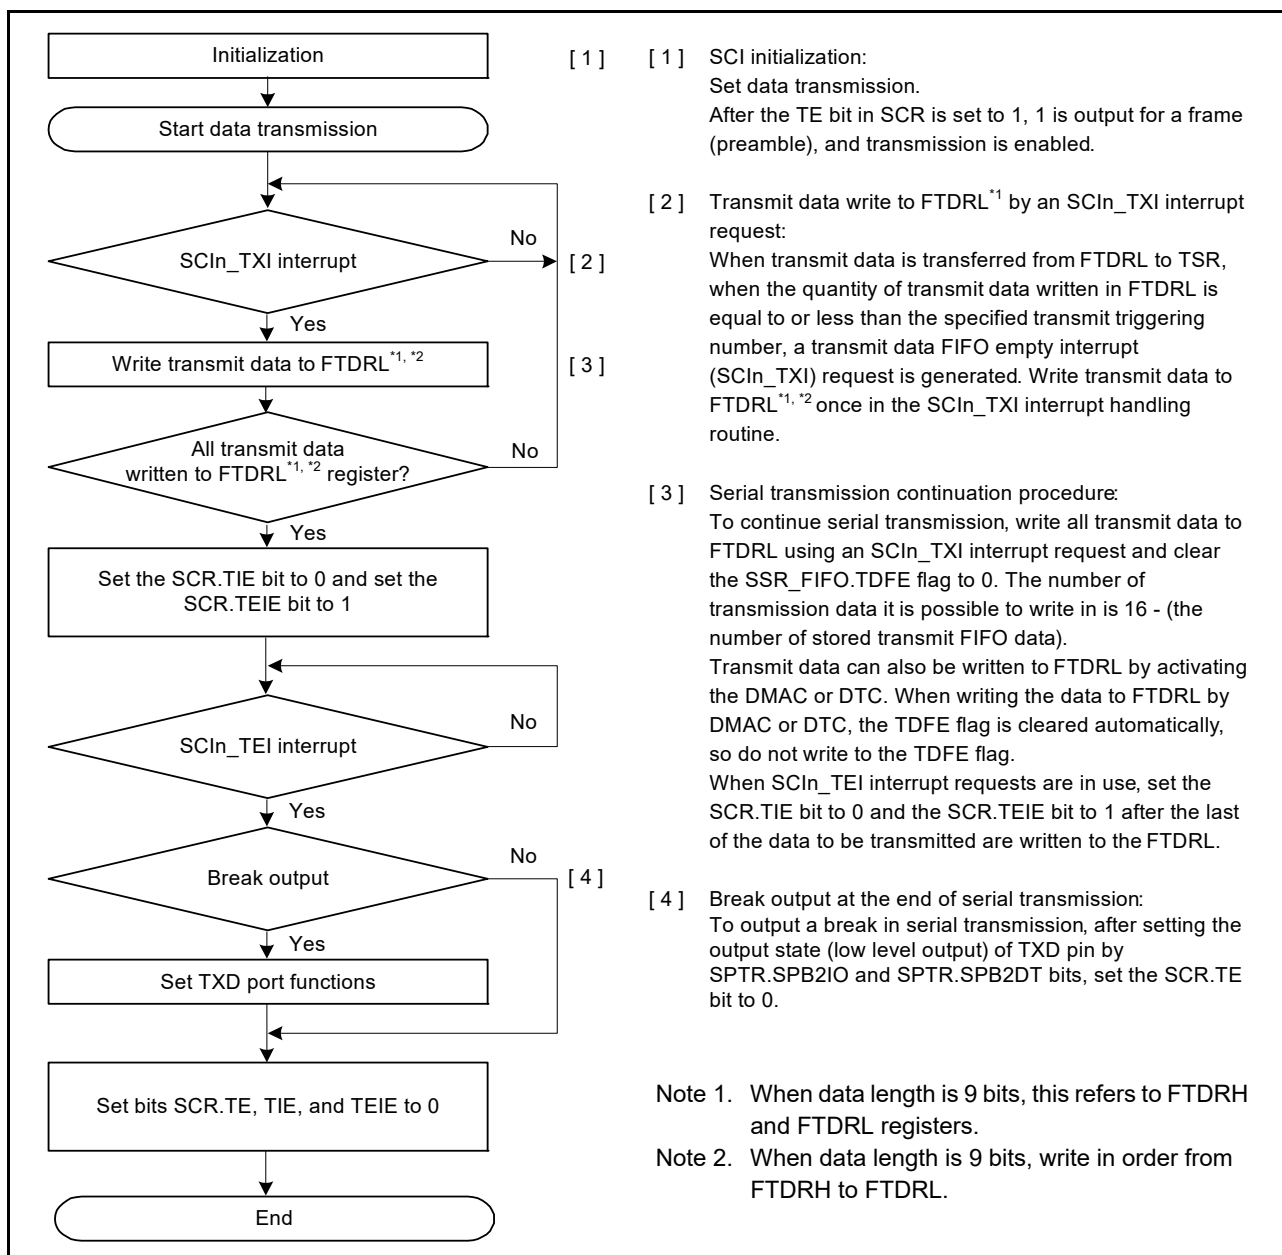 Initialization
[ 1 ]
Start data transmission
SCIn_TXI interrupt
No
[ 2 ]
Yes
Write transmit data to FTDRL*1, *2
[ 3 ]
All transmit data
written to FTDRL*1, *2 register?
No
Yes
Set the SCR.TIE bit to 0 and set the
SCR.TEIE bit to 1
SCIn_TEI interrupt
No
Yes
Break output
No
[ 4 ]
Yes
Set TXD port functions
Set bits SCR.TE, TIE, and TEIE to 0
End
[ 1 ] SCI initialization:
Set data transmission.
After the TE bit in SCR is set to 1, 1 is output for a frame
(preamble), and transmission is enabled.
[ 2 ] Transmit data write to FTDRL*1 by an SCIn_TXI interrupt
request:
When transmit data is transferred from FTDRL to TSR,
when the quantity of transmit data written in FTDRL is
equal to or less than the specified transmit triggering
number, a transmit data FIFO empty interrupt
(SCIn_TXI) request is generated. Write transmit data to
FTDRL*1, *2 once in the SCIn_TXI interrupt handling
routine.
[ 3 ] Serial transmission continuation procedure:
To continue serial transmission, write all transmit data to
FTDRL using an SCIn_TXI interrupt request and clear
the SSR_FIFO.TDFE flag to 0. The number of
transmission data it is possible to write in is 16 - (the
number of stored transmit FIFO data).
Transmit data can also be written to FTDRL by activating
the DMAC or DTC. When writing the data to FTDRL by
DMAC or DTC, the TDFE flag is cleared automatically,
so do not write to the TDFE flag.
When SCIn_TEI interrupt requests are in use, set the
SCR.TIE bit to 0 and the SCR.TEIE bit to 1 after the last
of the data to be transmitted are written to the FTDRL.
[ 4 ] Break output at the end of serial transmission:
To output a break in serial transmission, after setting the
output state (low level output) of TXD pin by
SPTR.SPB2IO and SPTR.SPB2DT bits, set the SCR.TE
bit to 0.
Note 1. When data length is 9 bits, this refers to FTDRH
and FTDRL registers.
Note 2. When data length is 9 bits, write in order from
FTDRH to FTDRL.